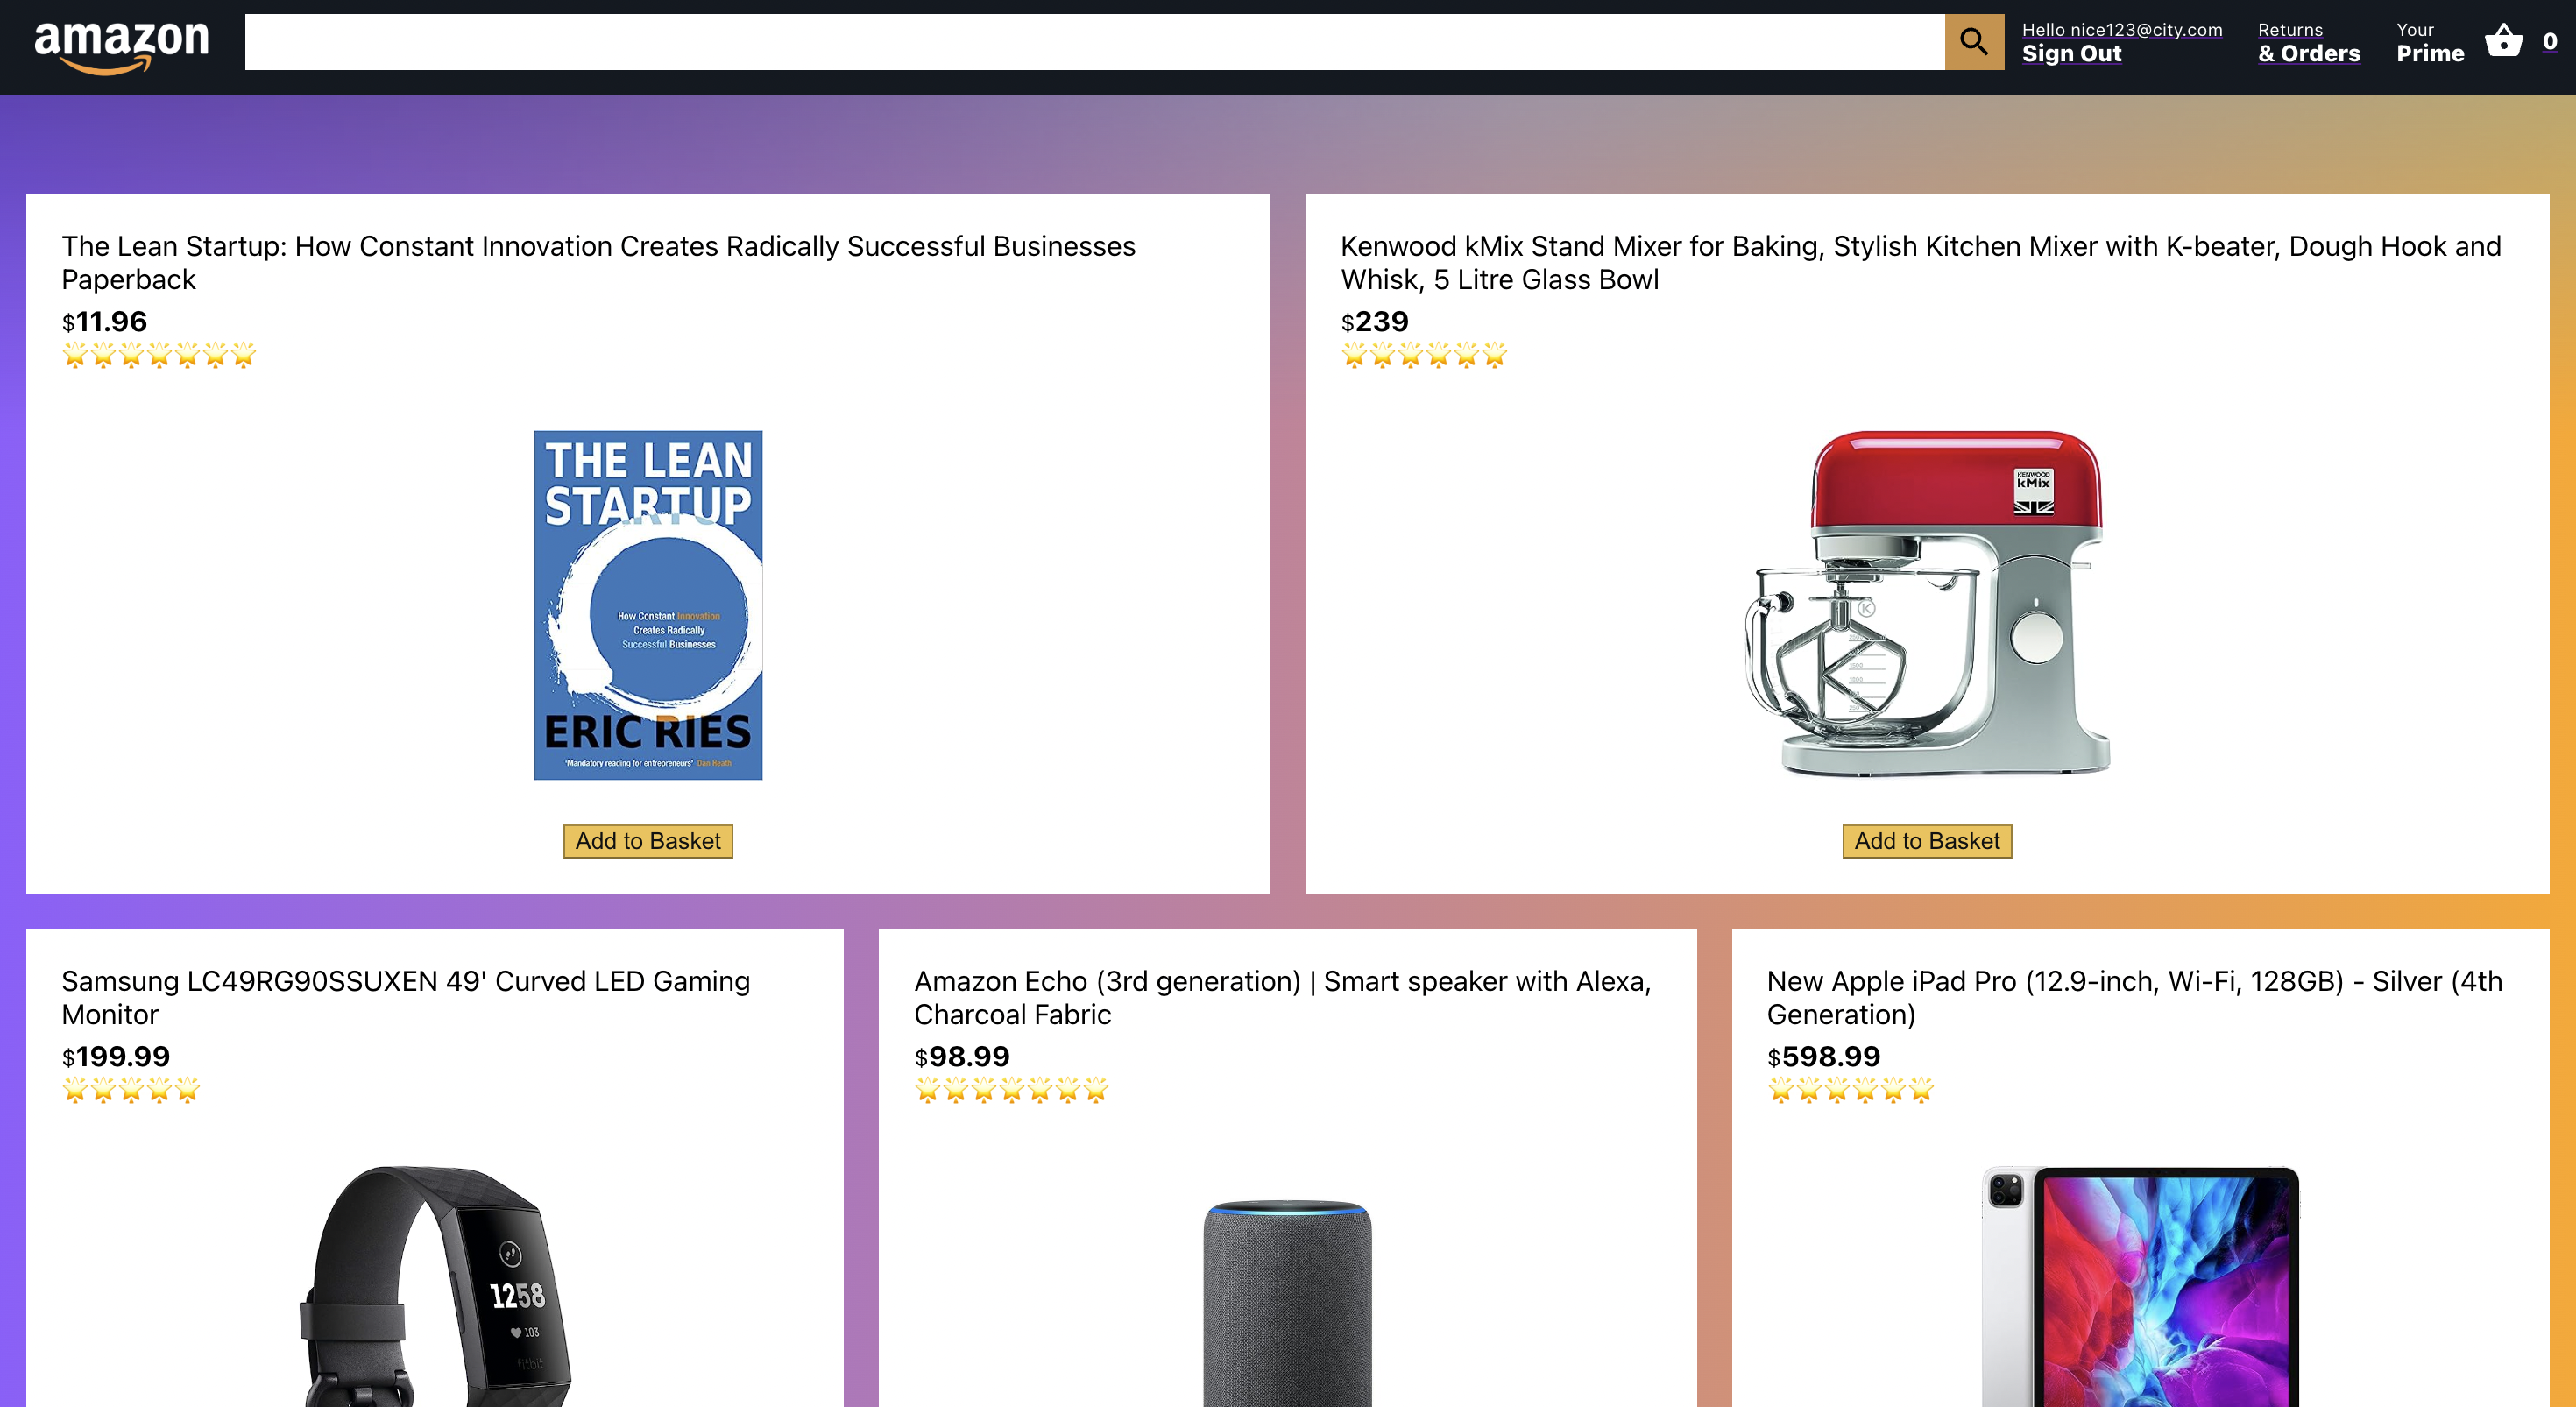 amazon
Hello nice123@city.com
Sign Out
Returns
& Orders
Your
Prime
0
The Lean Startup: How Constant Innovation Creates Radically Successful Businesses
Paperback
$11.96
THE LEAN
STARTUP
How Constant Innovation
Creates Radically
Successful Businesses
ERIC RIES
'Mandatory reading for entrepreneurs' Dan Heath
Add to Basket
Kenwood kMix Stand Mixer for Baking, Stylish Kitchen Mixer with K-beater, Dough Hook and
Whisk, 5 Litre Glass Bowl
$239
KENWOOD
kMix
Add to Basket
Samsung LC49RG90SSUXEN 49' Curved LED Gaming
Monitor
$199.99
1258
103
fitbit
Amazon Echo (3rd generation) | Smart speaker with Alexa,
Charcoal Fabric
$98.99
New Apple iPad Pro (12.9-inch, Wi-Fi, 128GB) - Silver (4th
Generation)
$598.99